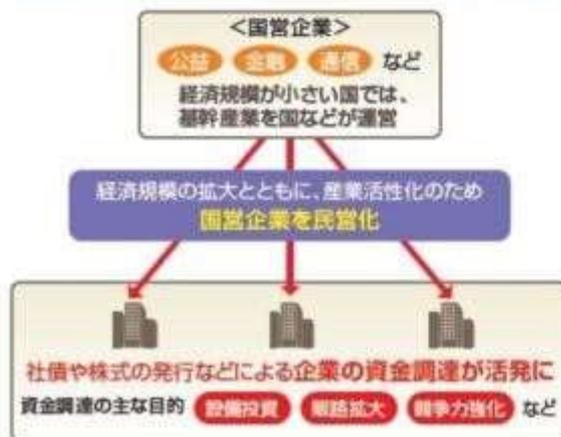 <国営企業>
公益 金融 通信 など
経済規模が小さい国では、
基幹産業を国などが運営
経済規模の拡大とともに、産業活性化のため
国営企業を民営化
社債や株式の発行などによる企業の資金調達が活発に
資金調達の主な目的 設備投資 販路拡大 競争力強化 など